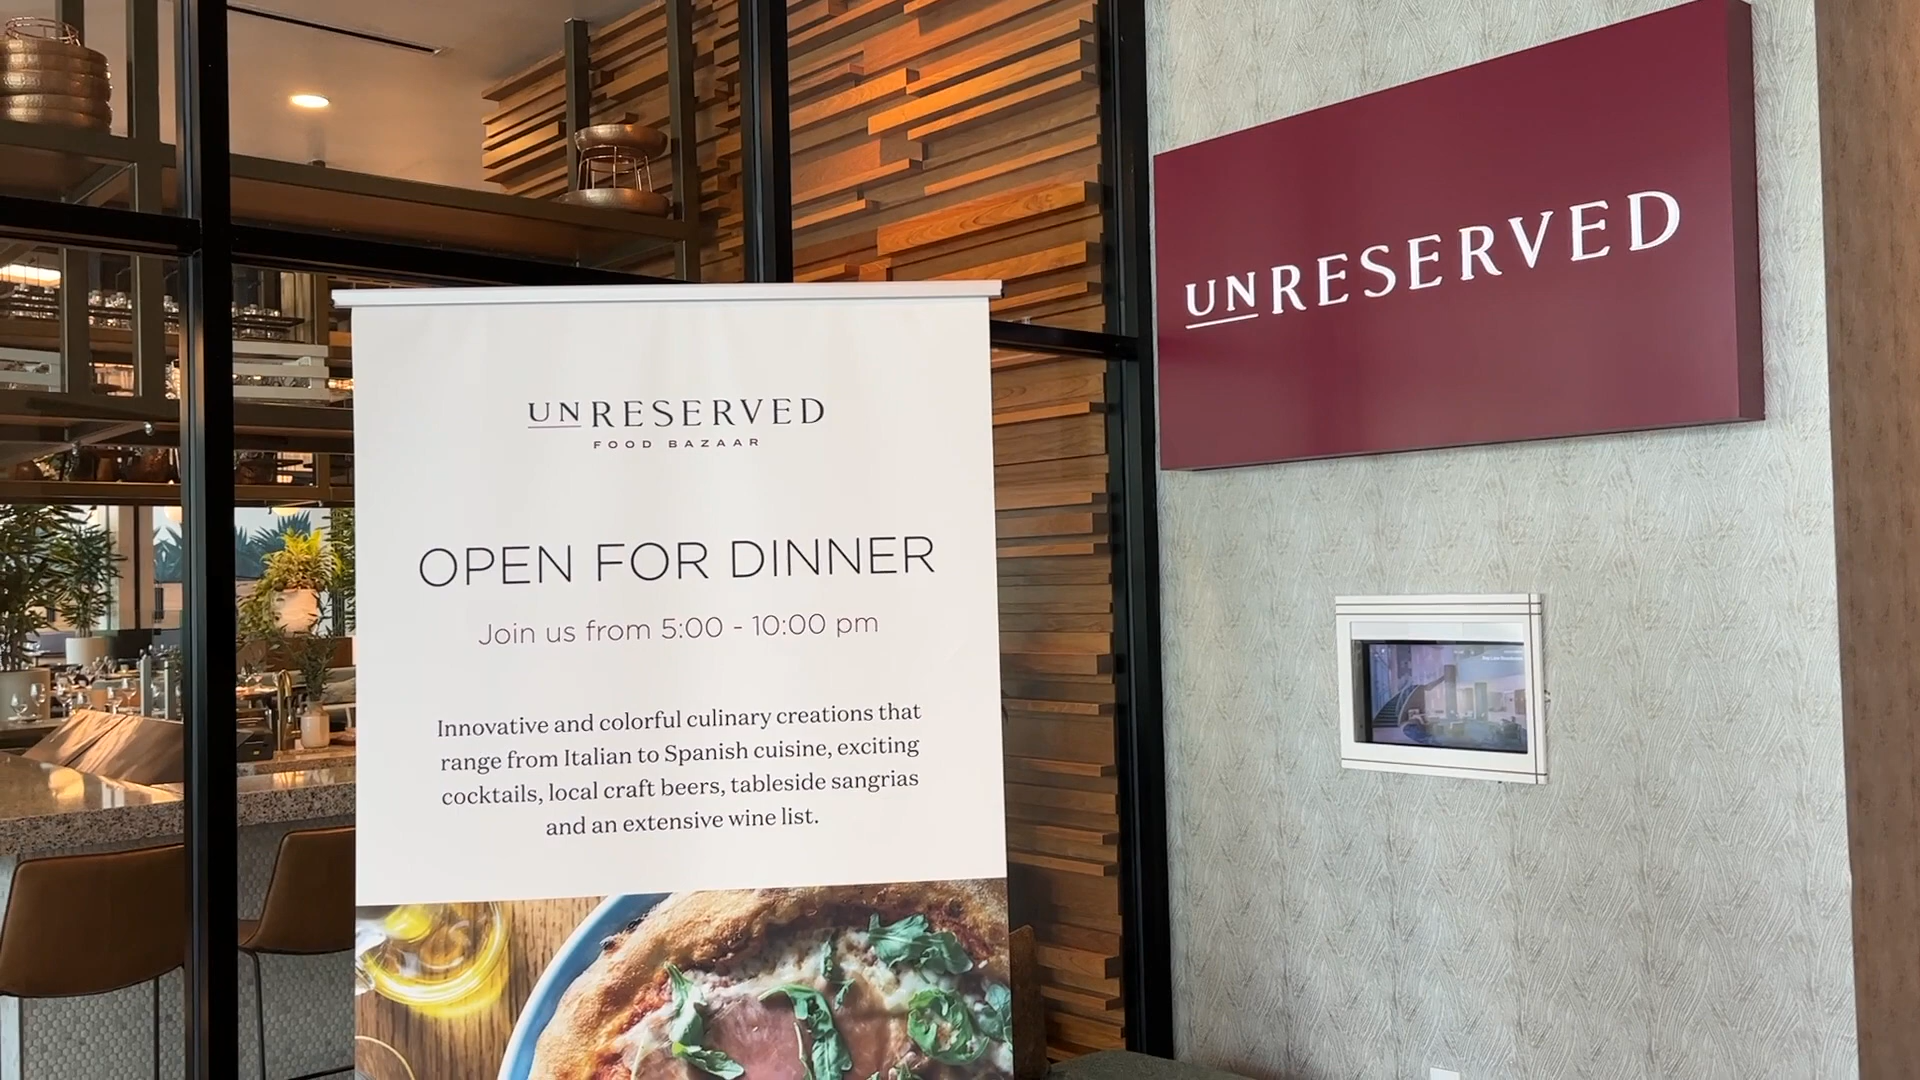 UNRESERVED
UNRESERVED
FOOD BAZAAR
OPEN FOR DINNER
Join us from 5:00 - 10:00 pm
Innovative and colorful culinary creations that
range from Italian to Spanish cuisine, exciting
cocktails, local craft beers, tableside sangrias
and an extensive wine list.